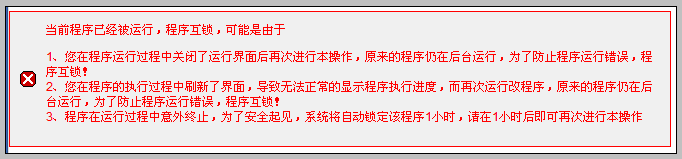 当前程序已经被运行，程序互锁，可能是由于
1、您在程序运行过程中关闭了运行界面后再次进行本操作，原来的程序仍在后台运行，为了防止程序运行错误，程
序互锁！
2、您在程序的执行过程中刷新了界面，导致无法正常的显示程序执行进度，而再次运行改程序，原来的程序仍在后
台运行，为了防止程序运行错误，程序互锁！
3、程序在运行过程中意外终止，为了安全起见，系统将自动锁定该程序1小时，请在1小时后即可再次进行本操作